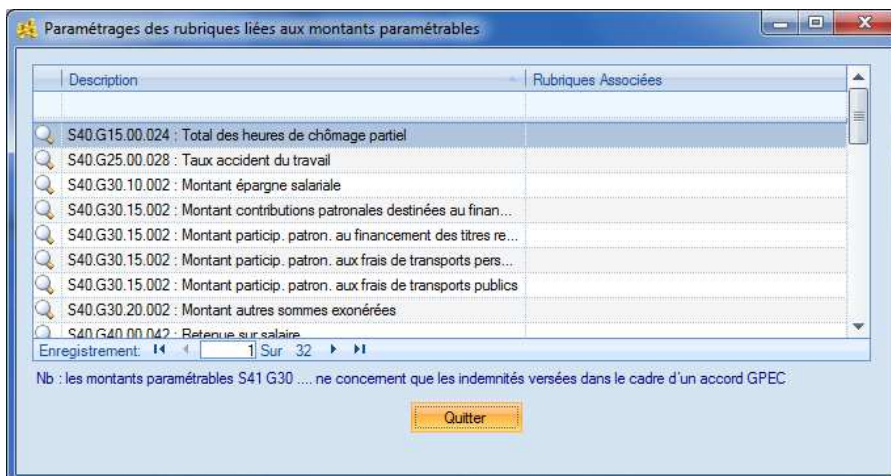 Paramétrages des rubriques liées aux montants paramétrables
Description Rubriques Associées
S40.G15.00.024 : Total des heures de chômage partiel
S40.G25.00.028 : Taux accident du travail
S40.G30.10.002 : Montant épargne salariale
S40.G30.15.002 : Montant contributions patronales destinées au finan...
S40.G30.15.002 : Montant particip. patron. au financement des titres re...
S40.G30.15.002 : Montant particip. patron. aux frais de transports pers...
S40.G30.15.002 : Montant particip. patron. aux frais de transports publics
S40.G30.20.002 : Montant autres sommes exonérées
S40.G40.00.042 : Retenue sur salaire
Enregistrement: 1 Sur 32
Nb : les montants paramétrables S41 G30 .... ne concernent que les indemnités versées dans le cadre d'un accord GPEC
Quitter